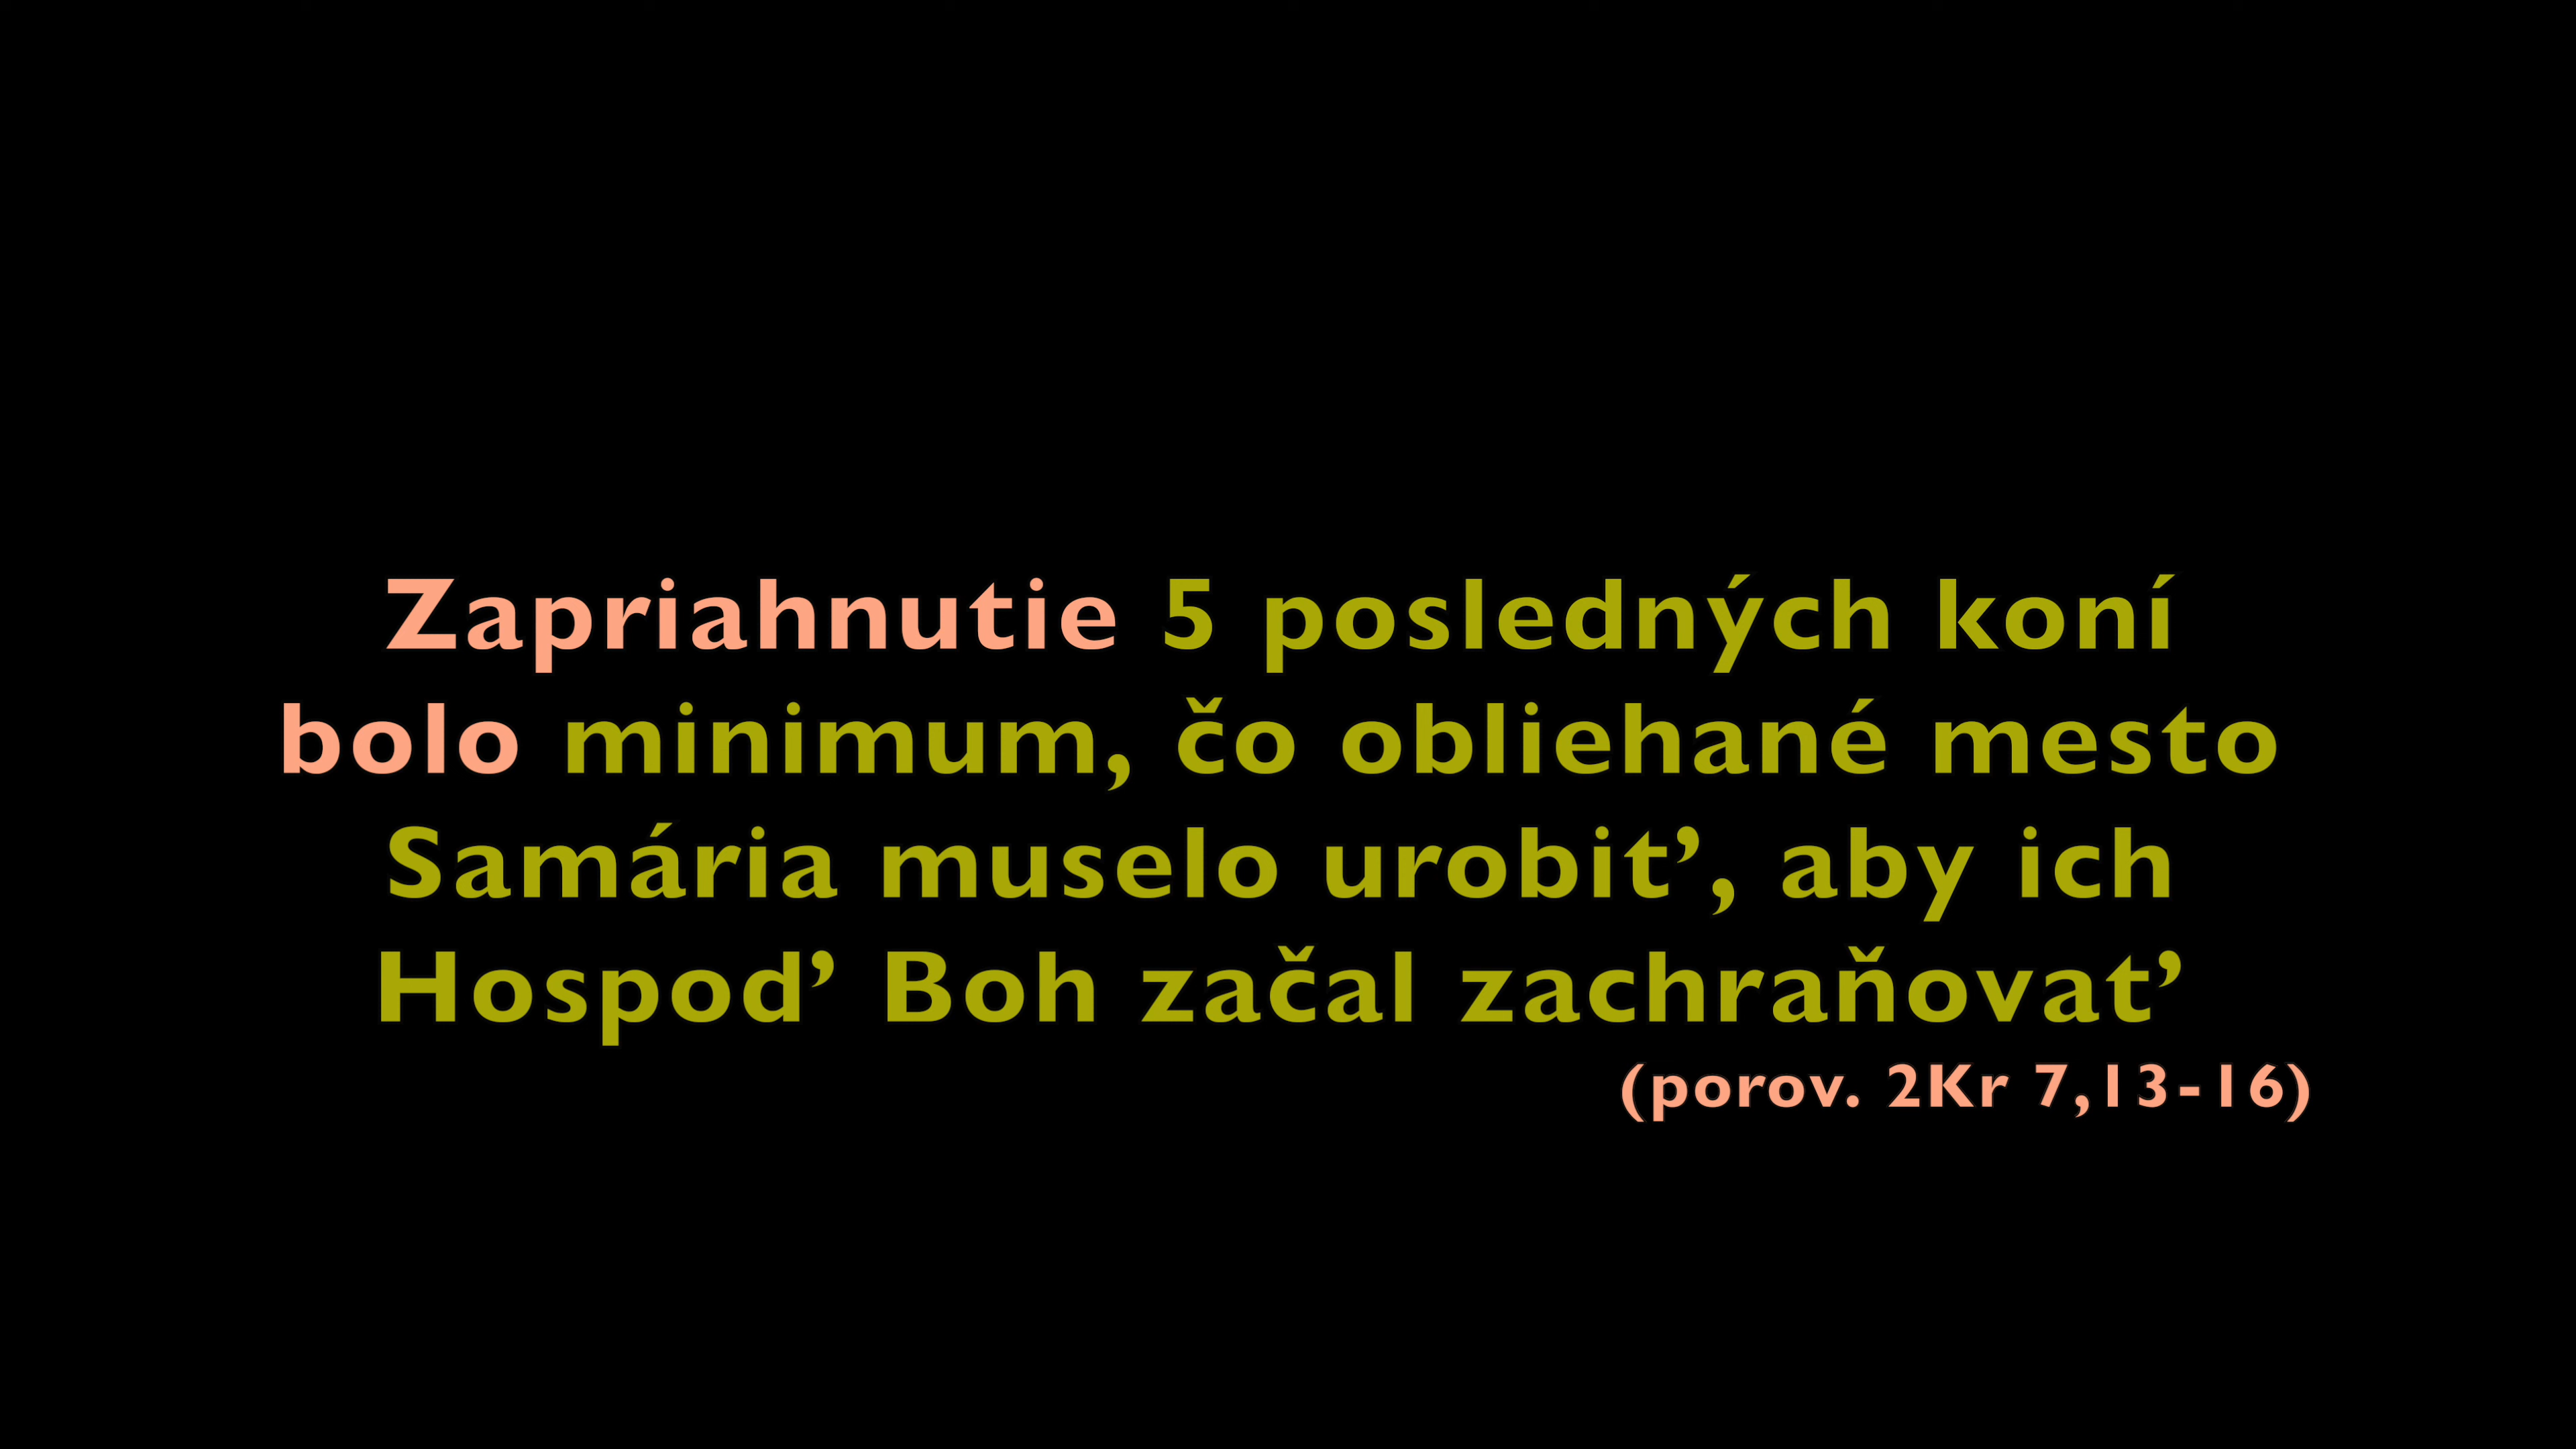 Zapriahnutie 5 posledných koní
bolo minimum, čo obliehané mesto
Samária muselo urobiť, aby ich
Hospoď Boh začal zachraňovať
(porov. 2Kr 7,13-16)